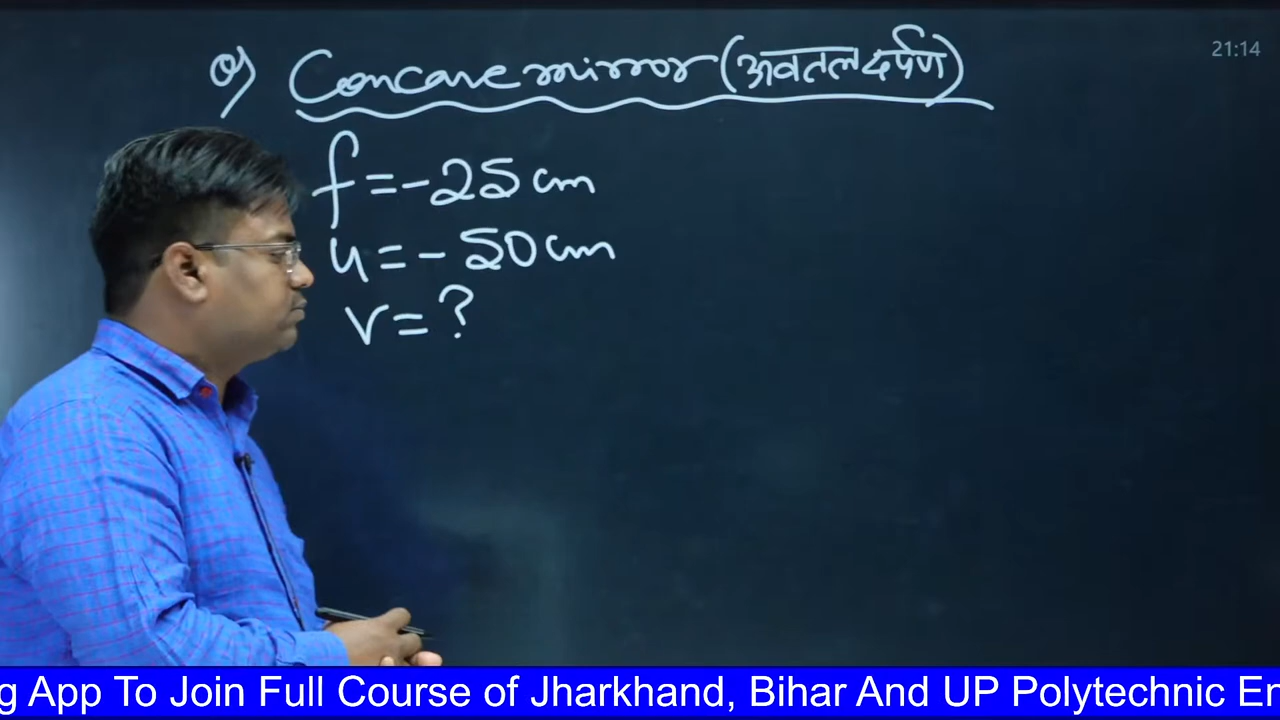 Q) Concave mirror (अवतल दर्पण)
21:14
f = -25 cm
u = - 50 cm
v = ?
g App To Join Full Course of Jharkhand, Bihar And UP Polytechnic En